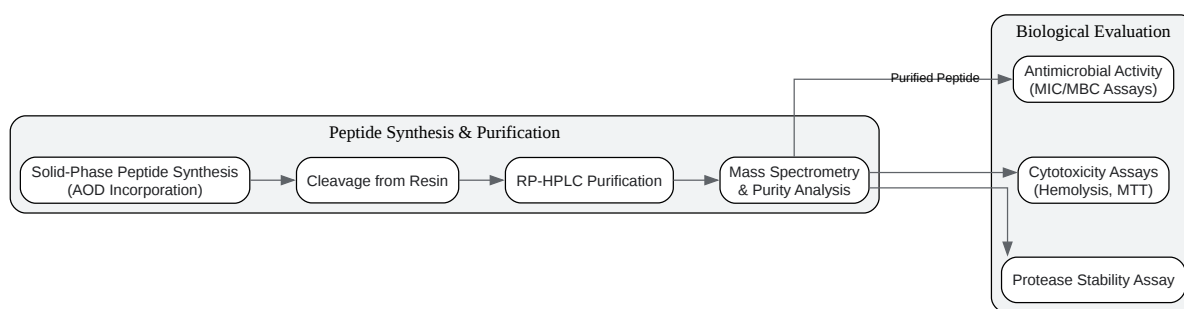 Peptide Synthesis & Purification
Solid-Phase Peptide Synthesis
(AOD Incorporation)
Cleavage from Resin
RP-HPLC Purification
Mass Spectrometry
& Purity Analysis
Purified Peptide
Biological Evaluation
Antimicrobial Activity
(MIC/MBC Assays)
Cytotoxicity Assays
(Hemolysis, MTT)
Protease Stability Assay